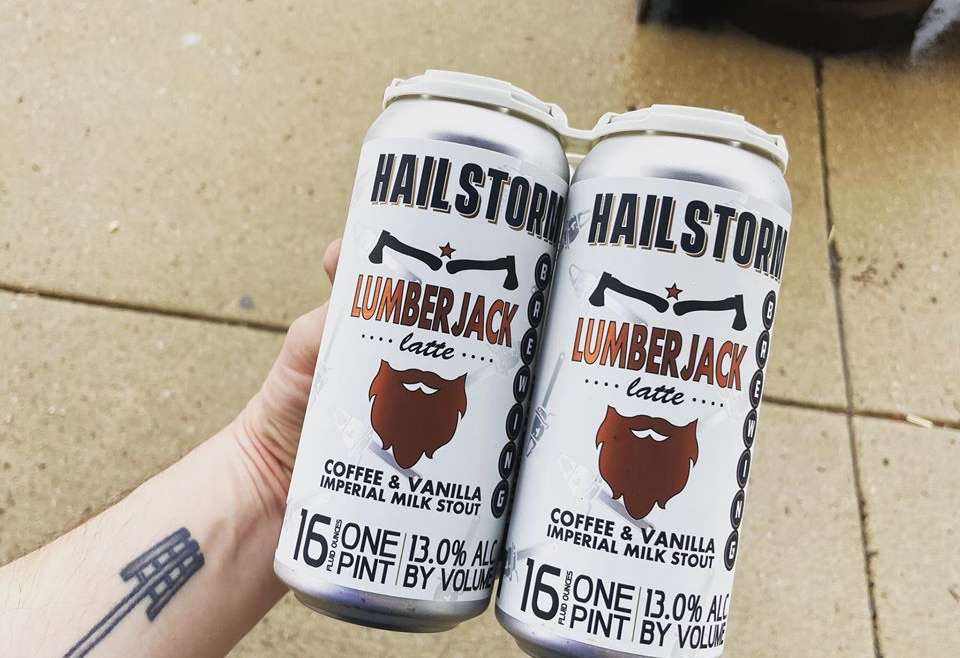 HAILSTORM
BREWING
LUMBERJACK
latte
COFFEE & VANILLA
IMPERIAL MILK STOUT
16 FLUID OUNCES
ONE PINT
13.0% ALC
BY VOLUME
HAILSTORM
BREWING
LUMBERJACK
latte
COFFEE & VANILLA
IMPERIAL MILK STOUT
16 FLUID OUNCES
ONE PINT
13.0% ALC
BY VOLUME